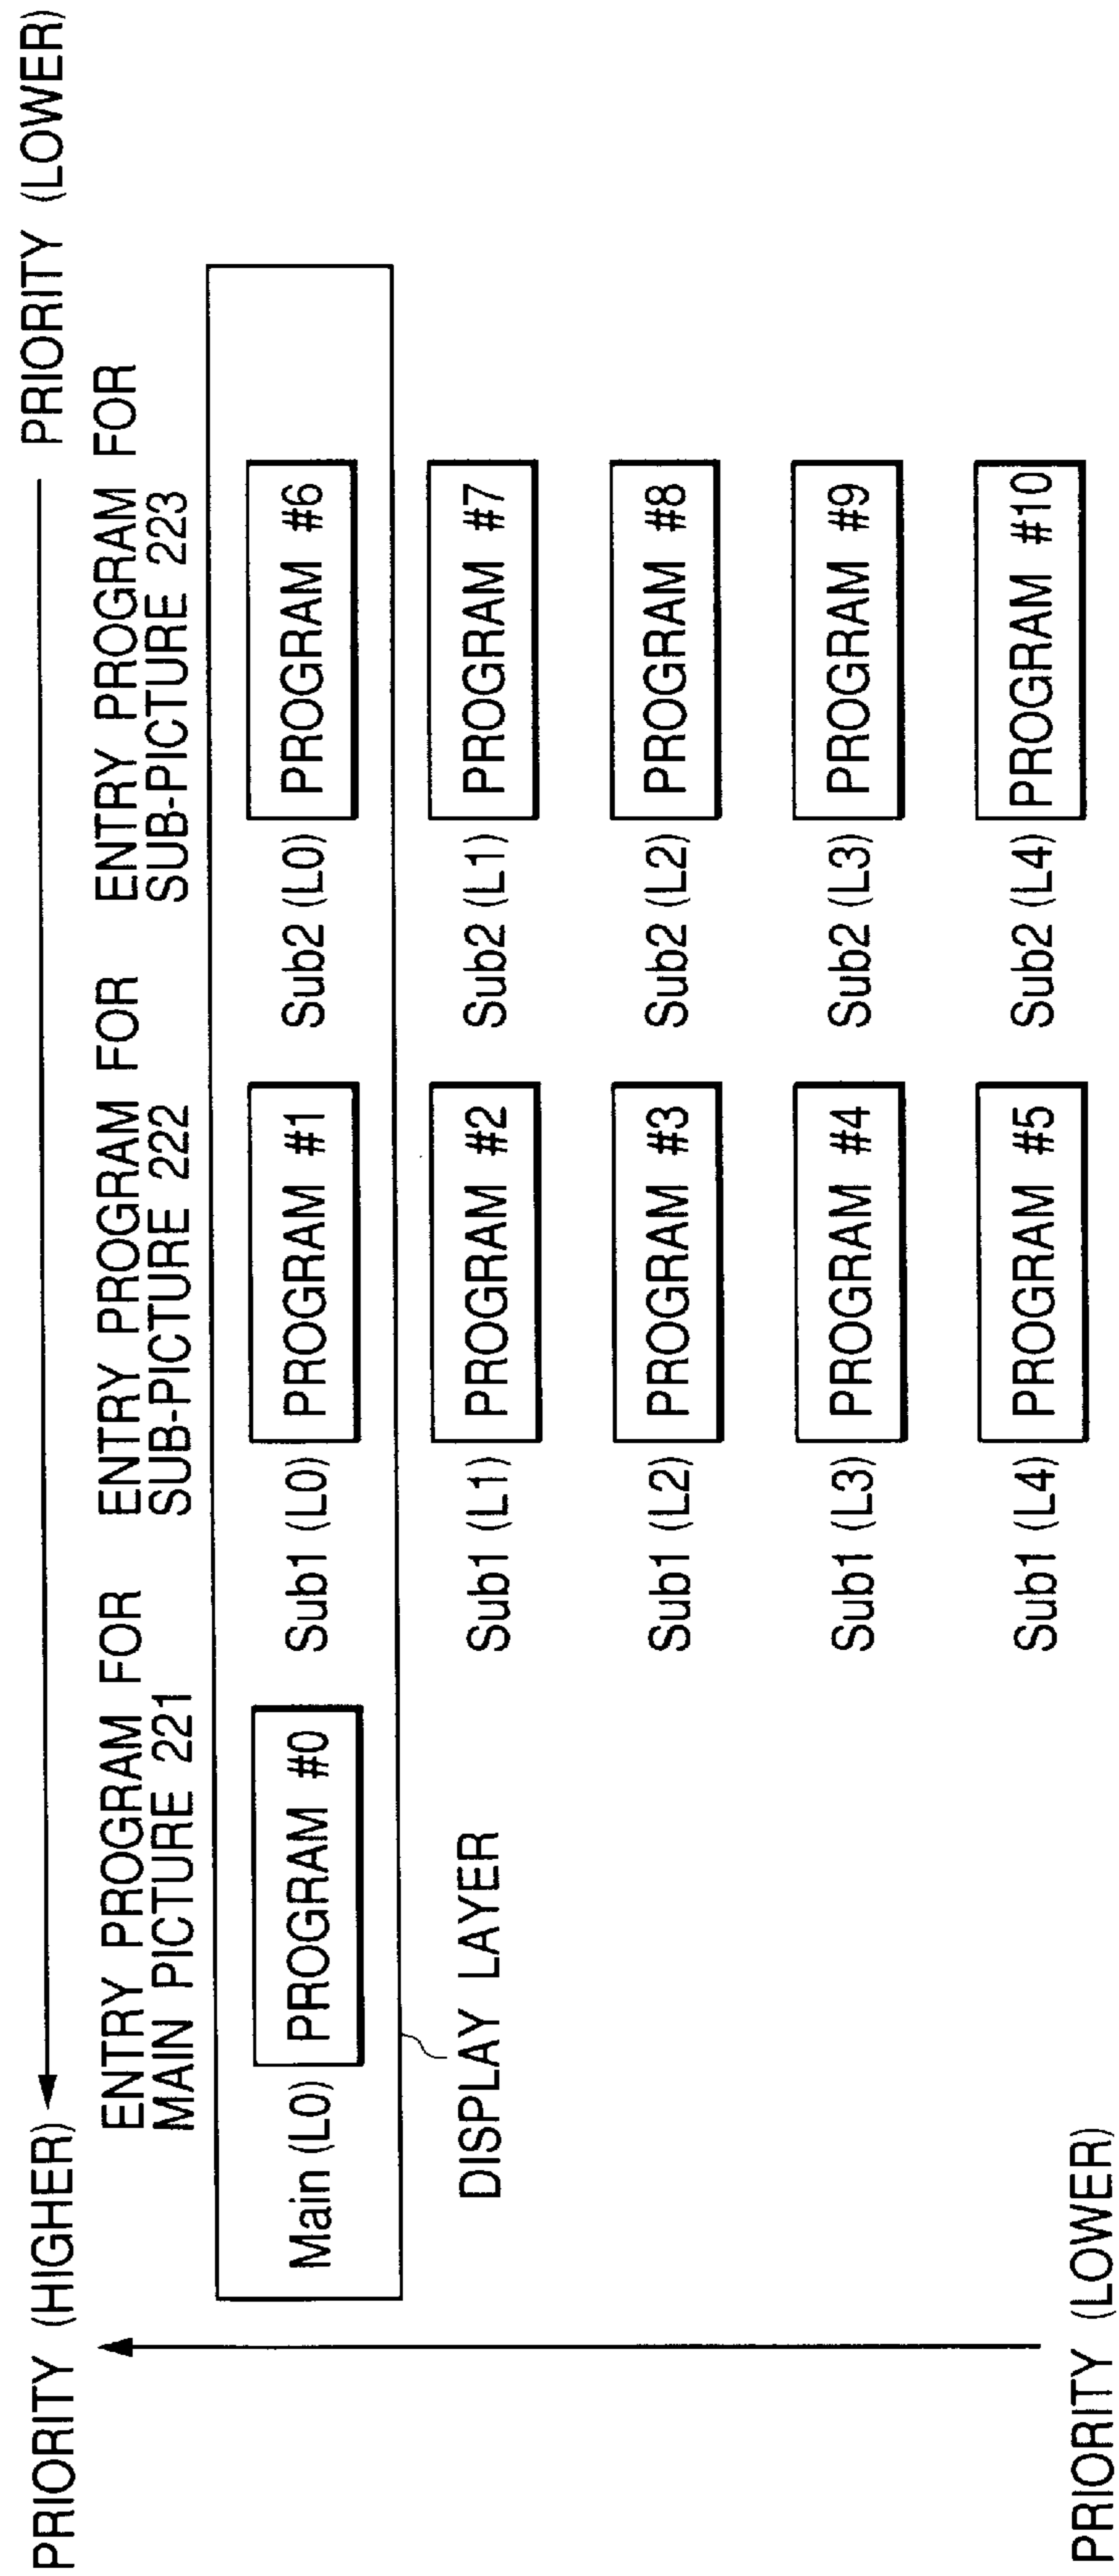 PRIORITY (HIGHER)
PRIORITY (LOWER)
ENTRY PROGRAM FOR
MAIN PICTURE 221
ENTRY PROGRAM FOR
SUB-PICTURE 222
ENTRY PROGRAM FOR
SUB-PICTURE 223
Main (L0) PROGRAM #0 Sub1 (L0) PROGRAM #1 Sub2 (L0) PROGRAM #6
DISPLAY LAYER
Sub1 (L1) PROGRAM #2 Sub2 (L1) PROGRAM #7
Sub1 (L2) PROGRAM #3 Sub2 (L2) PROGRAM #8
Sub1 (L3) PROGRAM #4 Sub2 (L3) PROGRAM #9
Sub1 (L4) PROGRAM #5 Sub2 (L4) PROGRAM #10
PRIORITY (LOWER)